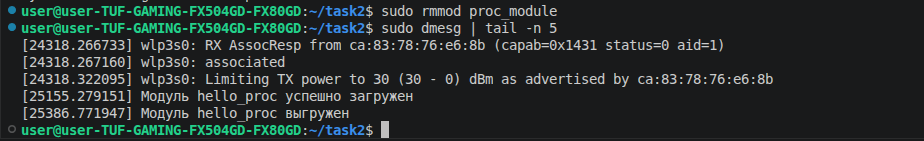 user@user-TUF-GAMING-FX504GD-FX80GD:~/task2$ sudo rmmod proc_module
user@user-TUF-GAMING-FX504GD-FX80GD:~/task2$ sudo dmesg | tail -n 5
[24318.266733] wlp3s0: RX AssocResp from ca:83:78:76:e6:8b (capab=0x1431 status=0 aid=1)
[24318.267160] wlp3s0: associated
[24318.322095] wlp3s0: Limiting TX power to 30 (30 - 0) dBm as advertised by ca:83:78:76:e6:8b
[25155.279151] Модуль hello_proc успешно загружен
[25386.771947] Модуль hello_proc выгружен
user@user-TUF-GAMING-FX504GD-FX80GD:~/task2$